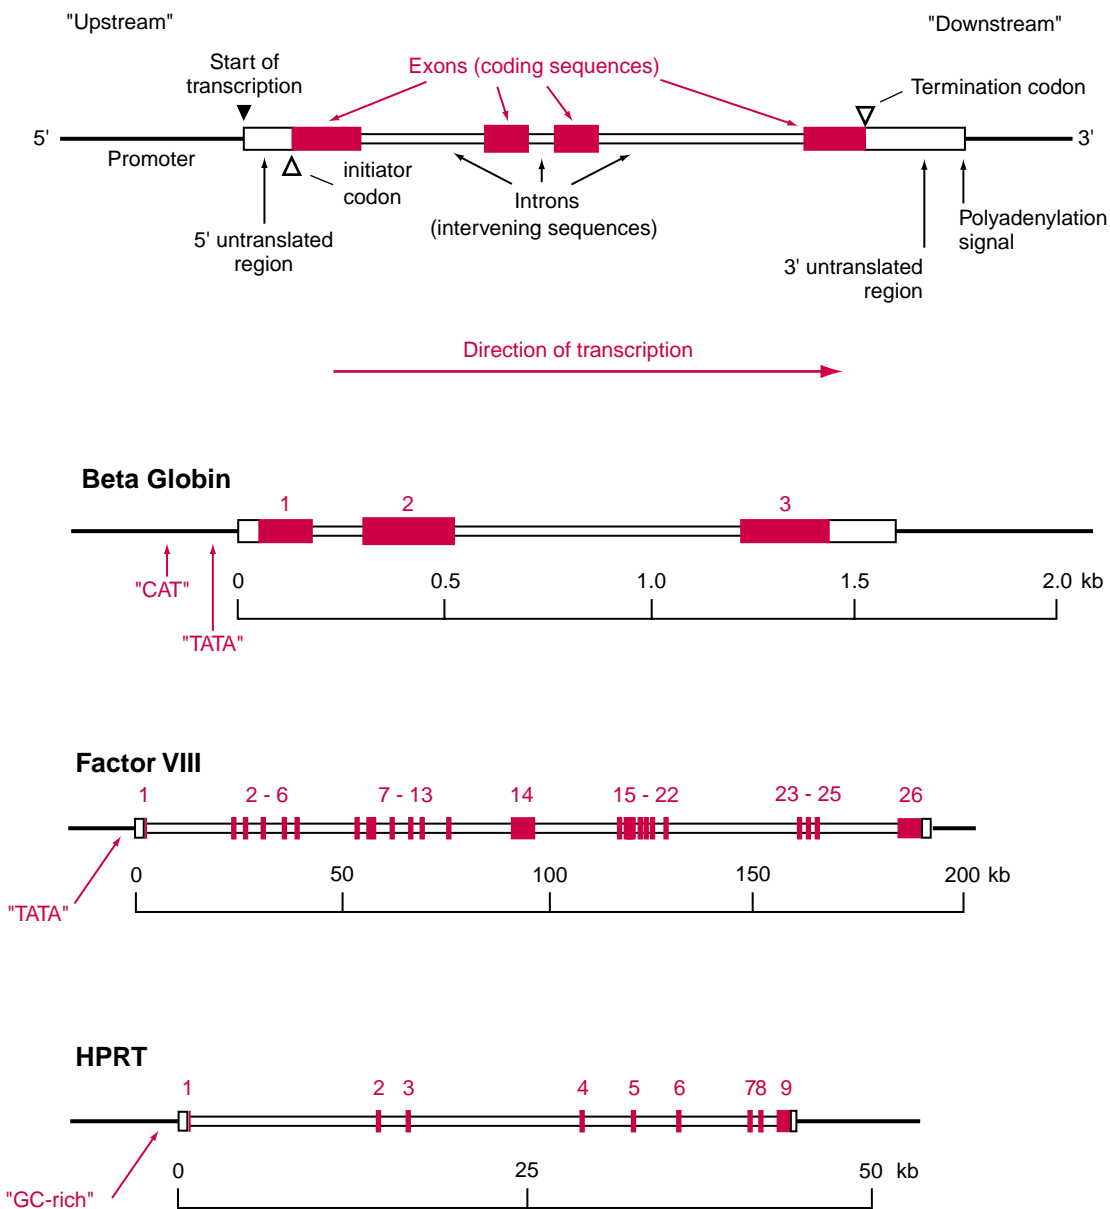 "Upstream"
"Downstream"
Start of
transcription
Exons (coding sequences)
Termination codon
5'
3'
Promoter
initiator
codon
Introns
(intervening sequences)
5' untranslated
region
Polyadenylation
signal
3' untranslated
region
Direction of transcription
Beta Globin
1
2
3
"CAT"
"TATA"
0
0.5
1.0
1.5
2.0 kb
Factor VIII
1
2 - 6
7 - 13
14
15 - 22
23 - 25
26
"TATA"
0
50
100
150
200 kb
HPRT
1
2
3
4
5
6
7
8
9
"GC-rich"
0
25
50 kb